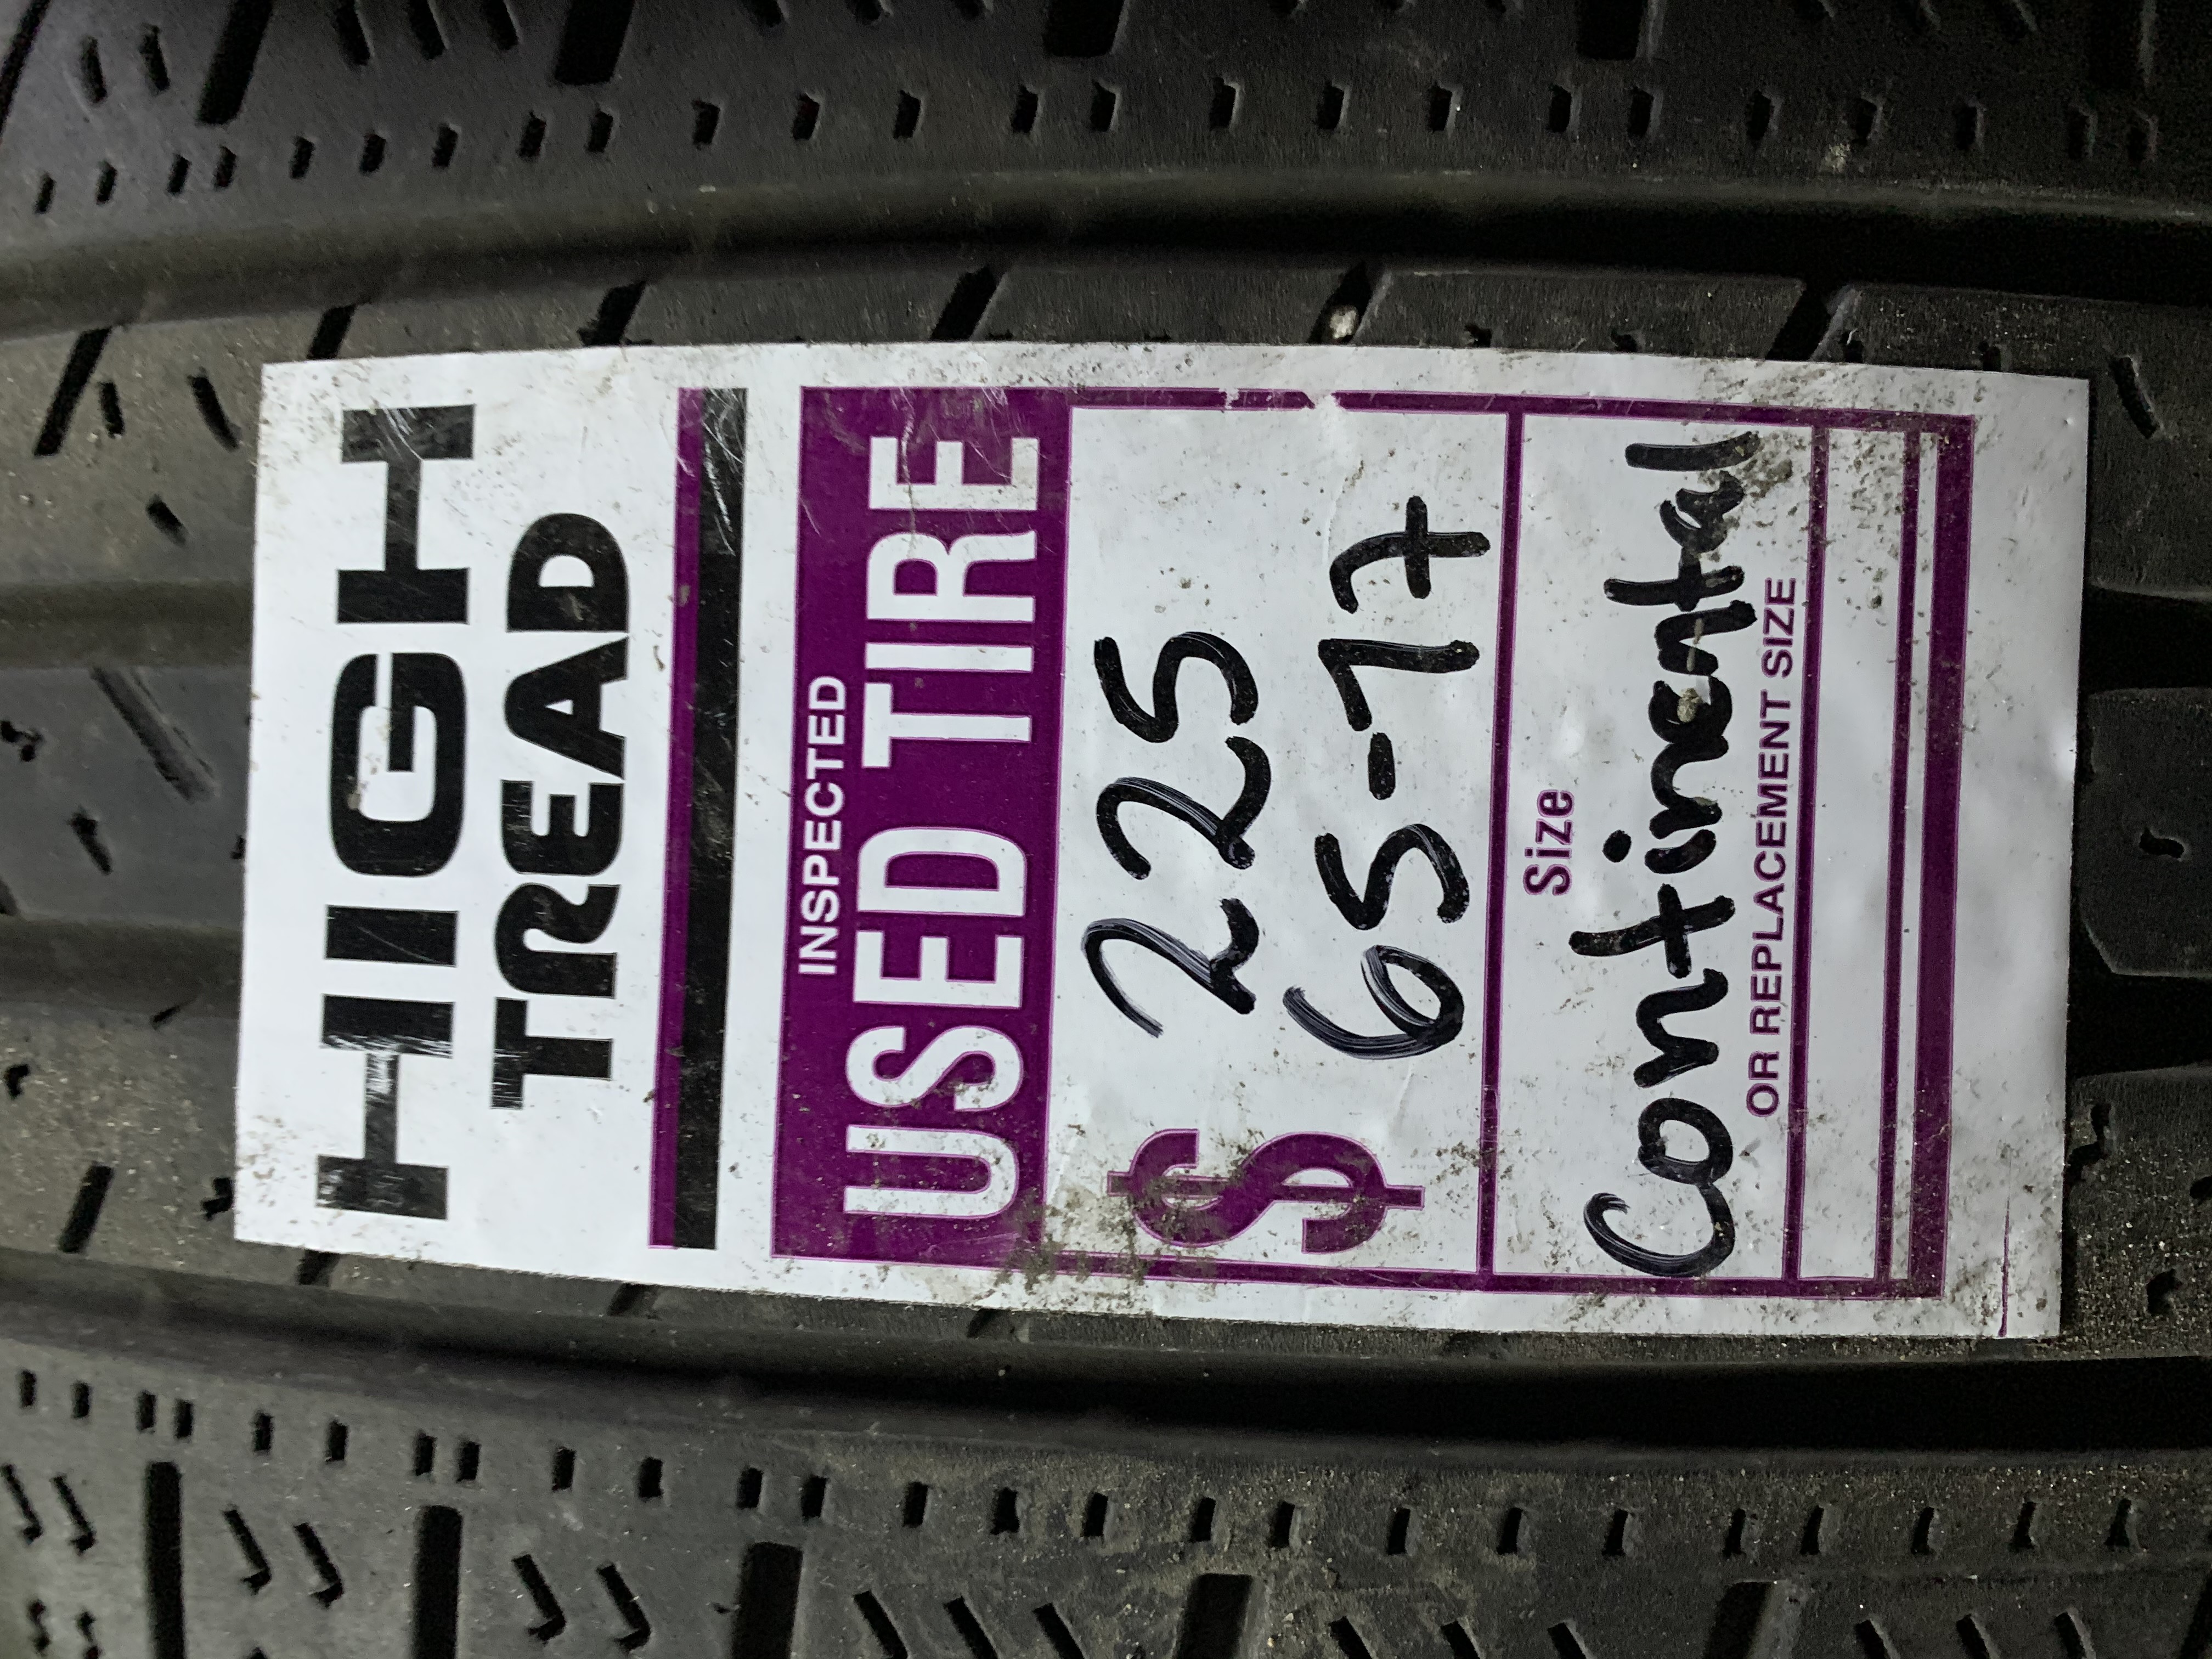 HIGH
TREAD
INSPECTED
USED TIRE
$ 225
65-17
Size
Continental
OR REPLACEMENT SIZE